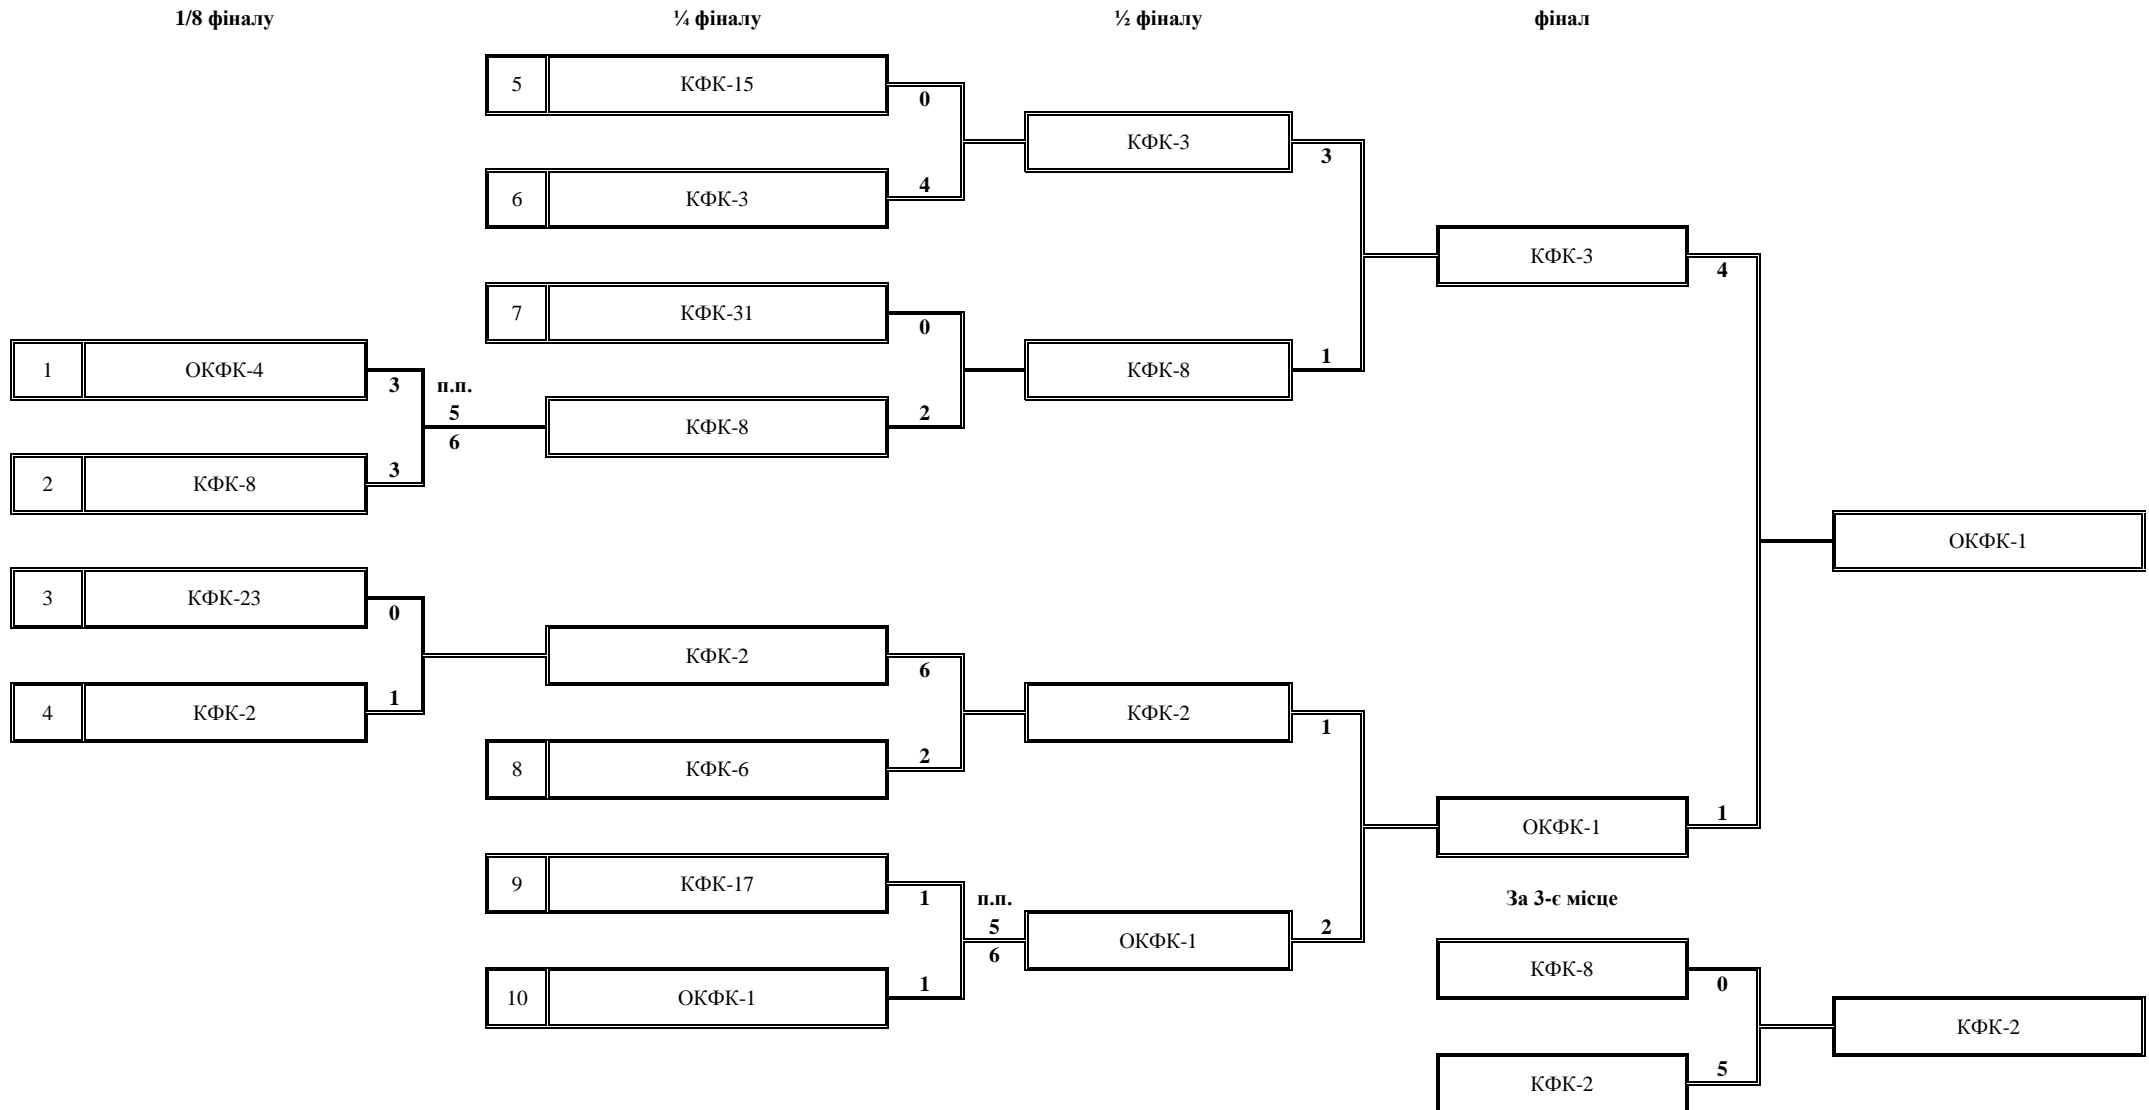 1/8 фіналу
¼ фіналу
½ фіналу
фінал
5 КФК-15
0
КФК-3
3
6 КФК-3
4
КФК-3
4
7 КФК-31
0
КФК-8
1
1 ОКФК-4
3
п.п.
5
6
КФК-8
2
2 КФК-8
3
ОКФК-1
3 КФК-23
0
КФК-2
6
4 КФК-2
1
КФК-2
1
8 КФК-6
2
ОКФК-1
1
9 КФК-17
1
п.п.
5
6
ОКФК-1
2
10 ОКФК-1
1
За 3-є місце
КФК-8
0
КФК-2
КФК-2
5